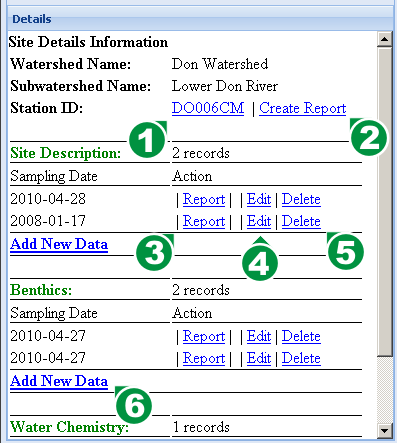 Details
Site Details Information
Watershed Name: Don Watershed
Subwatershed Name: Lower Don River
Station ID: DO006CM | Create Report
1 2
Site Description: 2 records
Sampling Date Action
2010-04-28 | Report | | Edit | Delete
2008-01-17 | Report | | Edit | Delete
Add New Data 3 4 5
Benthics: 2 records
Sampling Date Action
2010-04-27 | Report | | Edit | Delete
2010-04-27 | Report | | Edit | Delete
Add New Data
6
Water Chemistry: 1 records